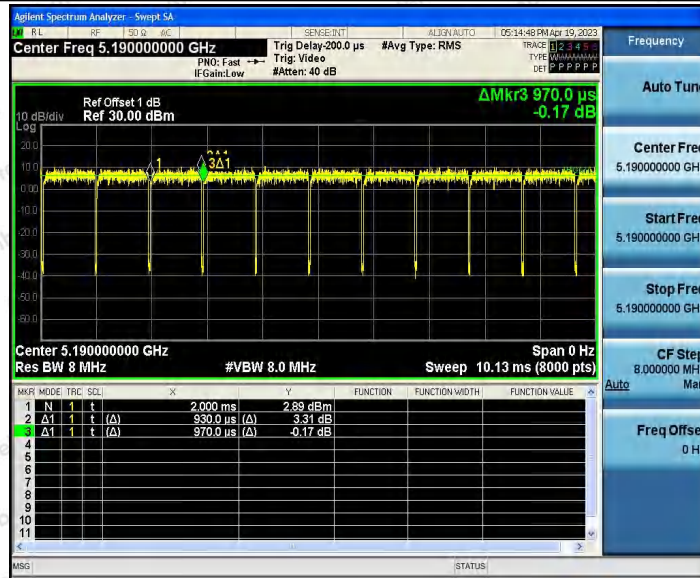 Agilent Spectrum Analyzer - Swept SA
RL RF 50 Ω AC SENSE:INT ALIGN AUTO 05:14:48 PM Apr 19, 2023
Center Freq 5.190000000 GHz
PNO: Fast
IFGain:Low
Trig Delay-200.0 µs
Trig: Video
#Atten: 40 dB
#Avg Type: RMS
TRACE 1 2 3 4 5 6
TYPE
DET P P P P P P
ΔMkr3 970.0 µs
-0.17 dB
Ref Offset 1 dB
10 dB/div Ref 30.00 dBm
Log
20.0
10.0
0.00
-10.0
-20.0
-30.0
-40.0
-50.0
-60.0
1
3Δ1
Center 5.190000000 GHz Span 0 Hz
Res BW 8 MHz #VBW 8.0 MHz Sweep 10.13 ms (8000 pts)
MKR MODE TRC SCL X Y FUNCTION FUNCTION WIDTH FUNCTION VALUE
1 N 1 t 2.000 ms 2.89 dBm
2 Δ1 1 t (Δ) 930.0 µs (Δ) 3.31 dB
3 Δ1 1 t (Δ) 970.0 µs (Δ) -0.17 dB
4
5
6
7
8
9
10
11
MSG STATUS
Frequency
Auto Tun
Center Fre
5.190000000 GH
Start Fre
5.190000000 GH
Stop Fre
5.190000000 GH
CF Step
8.000000 MH
Auto Ma
Freq Offse
0 H